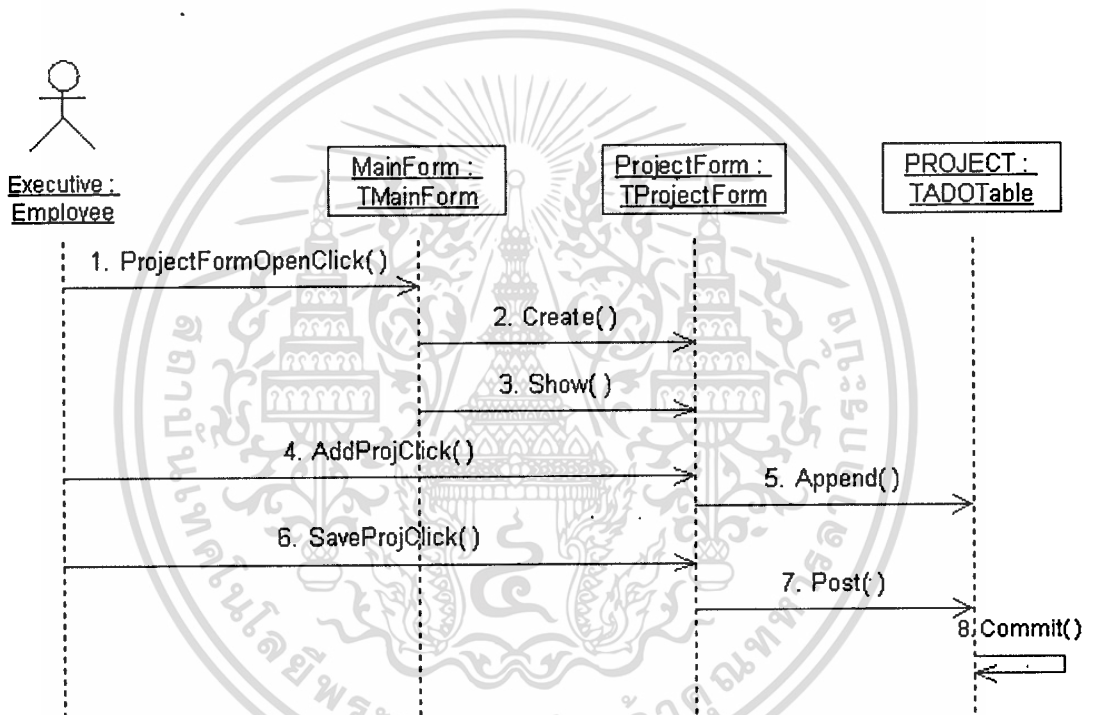 Executive :
Employee
MainForm :
TMainForm
ProjectForm :
TProjectForm
PROJECT :
TADOTable
1. ProjectFormOpenClick( )
2. Create( )
3. Show( )
4. AddProjClick( )
5. Append( )
6. SaveProjClick( )
7. Post( )
8. Commit( )